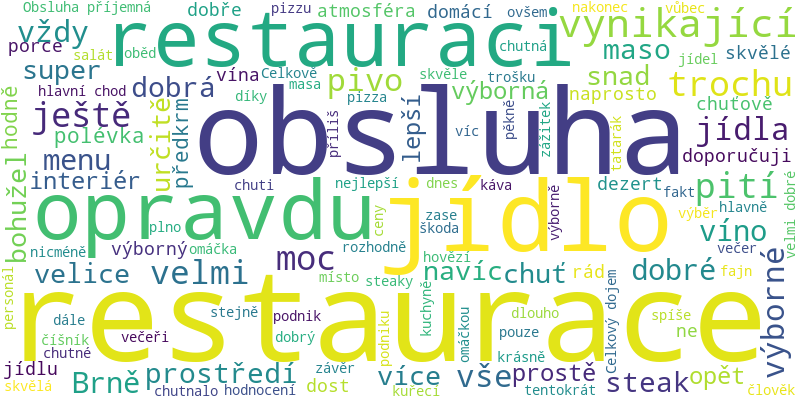 Obsluha příjemná
pizzu
atmosféra
domácí
ovšem
nakonec
vůbec
dobře
vždy
restauraci
vynikající
porce
salát
oběd
chutná
maso
jídel
skvělé
super
vína
Celkově
skvěle
trošku
snad
trochu
hlavní chod
masa
dobrá
pivo
výborná
naprosto
díky
pizza
hodně
ještě
obsluha
chuťově
polévka
určitě
předkrm
příliš
lepší
víc
pěkně
zážitek
tatarák
jídla
menu
doporučuji
interiér
bohužel
opravdu
jídlo
chuti
nejlepší
dnes
káva
dezert
fakt
pití
výběr
hlavně
velmi dobré
plno
ceny
zase
škoda
výborně
víno
nicméně
výborný
omáčka
rozhodně
hovězí
večer
moc
velice
velmi
místo
steaky
navíc
chuť
rád
dobré
fajn
personál
restaurace
kuchyně
Celkový dojem
výborné
dále
stejně
podnik
dlouho
spíše
číšník
večeři
dobrý
podniku
omáčkou
pouze
ne
chutné
krásně
jídlu
prostředí
závěr
více
vše
prostě
opět
skvělá
Brně
chutnalo
hodnocení
dost
kuřecí
tentokrát
steak
člověk